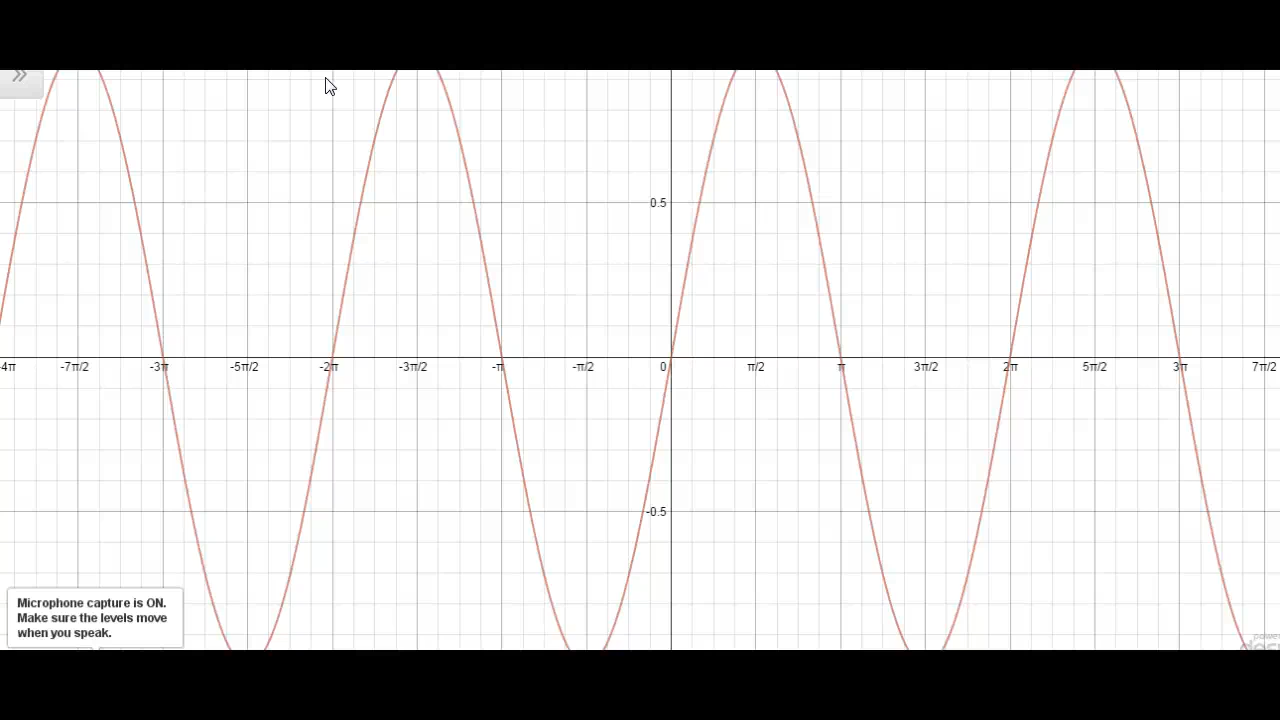 »
0.5
-4π -7π/2 -3π -5π/2 -2π -3π/2 -π -π/2 0 π/2 π 3π/2 2π 5π/2 3π 7π/2
-0.5
Microphone capture is ON.
Make sure the levels move
when you speak.